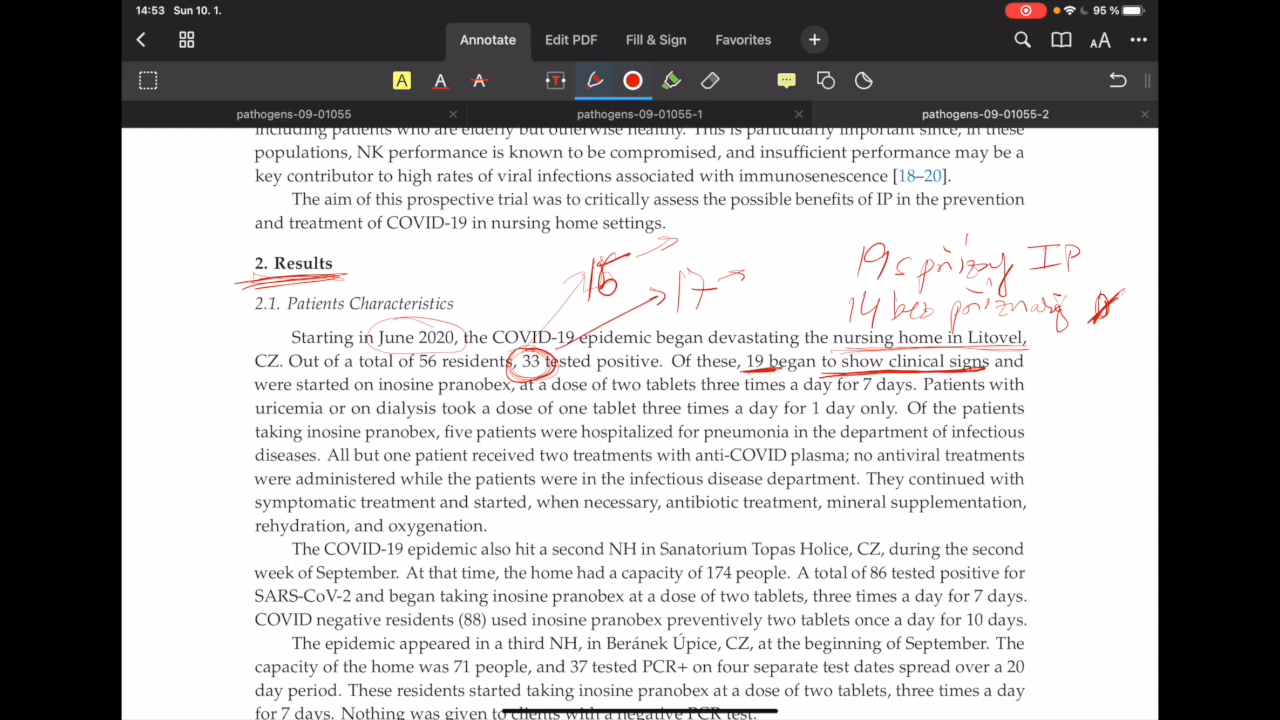 14:53 Sun 10. 1.
95 %
Annotate Edit PDF Fill & Sign Favorites
AA
A A A T
pathogens-09-01055 pathogens-09-01055-1 pathogens-09-01055-2
including patients who are elderly but otherwise healthy. This is particularly important since, in these
populations, NK performance is known to be compromised, and insufficient performance may be a
key contributor to high rates of viral infections associated with immunosenescence [18–20].
The aim of this prospective trial was to critically assess the possible benefits of IP in the prevention
and treatment of COVID-19 in nursing home settings.
19 s příznaky IP
2. Results
17
14 bez příznaků
2.1. Patients Characteristics
Starting in June 2020, the COVID-19 epidemic began devastating the nursing home in Litovel,
CZ. Out of a total of 56 residents, 33 tested positive. Of these, 19 began to show clinical signs and
were started on inosine pranobex, at a dose of two tablets three times a day for 7 days. Patients with
uricemia or on dialysis took a dose of one tablet three times a day for 1 day only. Of the patients
taking inosine pranobex, five patients were hospitalized for pneumonia in the department of infectious
diseases. All but one patient received two treatments with anti-COVID plasma; no antiviral treatments
were administered while the patients were in the infectious disease department. They continued with
symptomatic treatment and started, when necessary, antibiotic treatment, mineral supplementation,
rehydration, and oxygenation.
The COVID-19 epidemic also hit a second NH in Sanatorium Topas Holice, CZ, during the second
week of September. At that time, the home had a capacity of 174 people. A total of 86 tested positive for
SARS-CoV-2 and began taking inosine pranobex at a dose of two tablets, three times a day for 7 days.
COVID negative residents (88) used inosine pranobex preventively two tablets once a day for 10 days.
The epidemic appeared in a third NH, in Beránek Úpice, CZ, at the beginning of September. The
capacity of the home was 71 people, and 37 tested PCR+ on four separate test dates spread over a 20
day period. These residents started taking inosine pranobex at a dose of two tablets, three times a day
for 7 days. Nothing was given to clients with a negative PCR test.